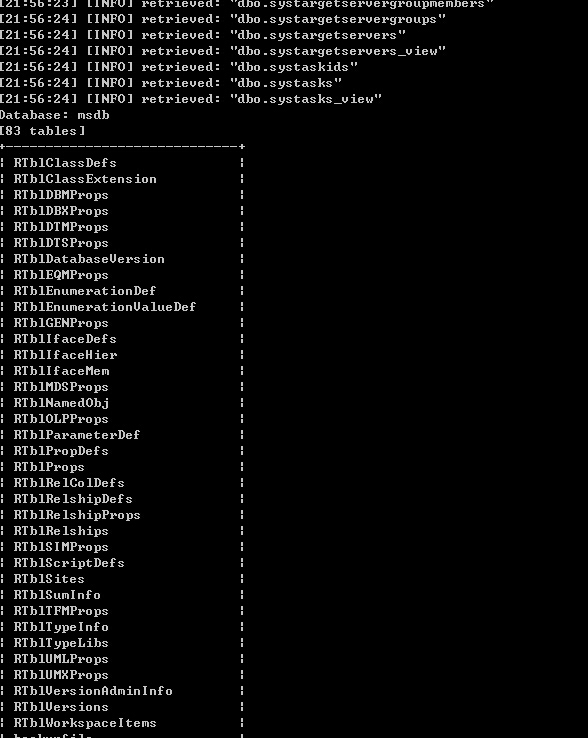 [21:56:23] [INFO] retrieved: "dbo.systargetservergroupmembers"
[21:56:24] [INFO] retrieved: "dbo.systargetservergroups"
[21:56:24] [INFO] retrieved: "dbo.systargetservers"
[21:56:24] [INFO] retrieved: "dbo.systargetservers_view"
[21:56:24] [INFO] retrieved: "dbo.systaskids"
[21:56:24] [INFO] retrieved: "dbo.systasks"
[21:56:24] [INFO] retrieved: "dbo.systasks_view"
Database: msdb
[83 tables]
+-----------------------------+
¦ RTblClassDefs ¦
¦ RTblClassExtension ¦
¦ RTblDBMProps ¦
¦ RTblDBXProps ¦
¦ RTblDTMProps ¦
¦ RTblDTSProps ¦
¦ RTblDatabaseVersion ¦
¦ RTblEQMProps ¦
¦ RTblEnumerationDef ¦
¦ RTblEnumerationValueDef ¦
¦ RTblGENProps ¦
¦ RTblIfaceDefs ¦
¦ RTblIfaceHier ¦
¦ RTblIfaceMem ¦
¦ RTblMDSProps ¦
¦ RTblNamedObj ¦
¦ RTblOLPProps ¦
¦ RTblParameterDef ¦
¦ RTblPropDefs ¦
¦ RTblProps ¦
¦ RTblRelColDefs ¦
¦ RTblRelshipDefs ¦
¦ RTblRelshipProps ¦
¦ RTblRelships ¦
¦ RTblSIMProps ¦
¦ RTblScriptDefs ¦
¦ RTblSites ¦
¦ RTblSumInfo ¦
¦ RTblTFMProps ¦
¦ RTblTypeInfo ¦
¦ RTblTypeLibs ¦
¦ RTblUMLProps ¦
¦ RTblUMXProps ¦
¦ RTblVersionAdminInfo ¦
¦ RTblVersions ¦
¦ RTblWorkspaceItems ¦
¦ backupfile ¦